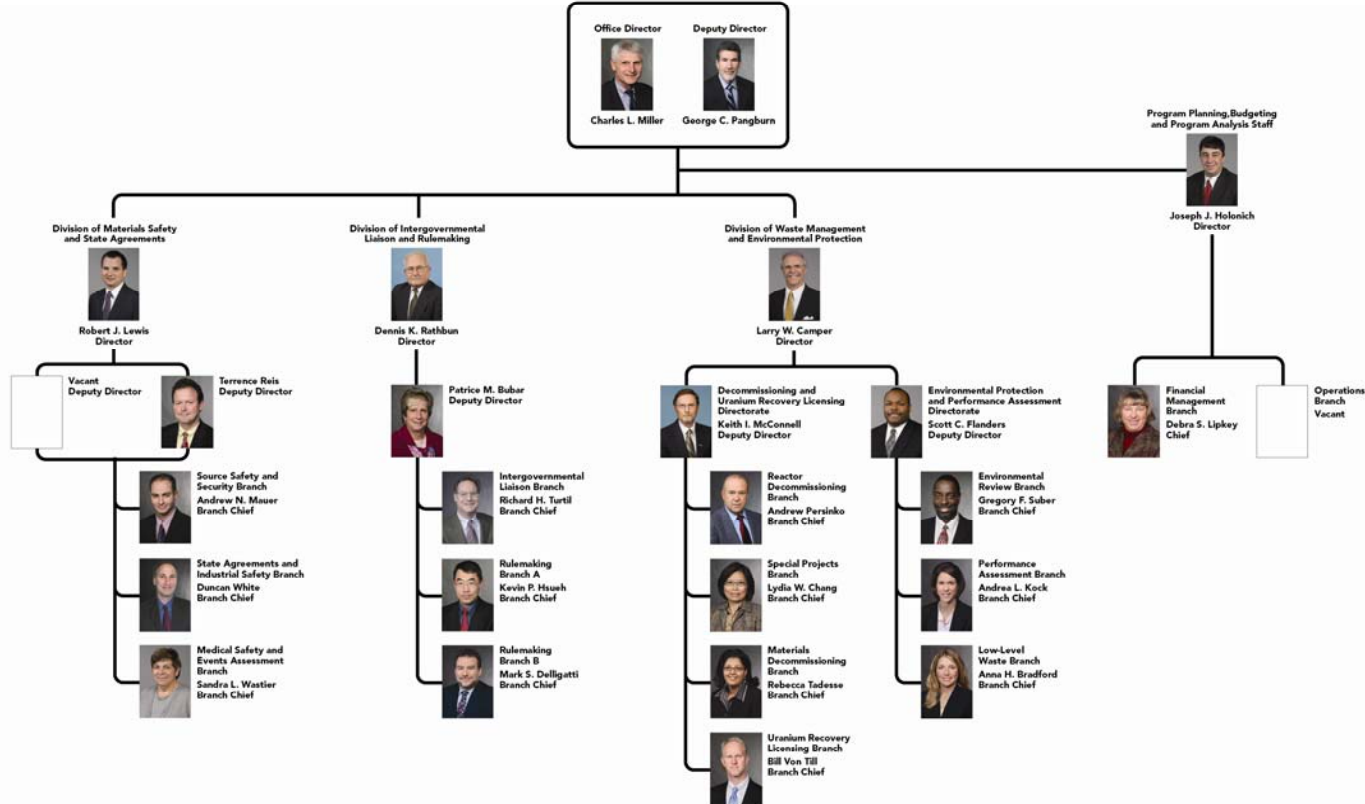 Office Director
Charles L. Miller
Deputy Director
George C. Pangburn
Program Planning,Budgeting
and Program Analysis Staff
Joseph J. Holonich
Director
Division of Materials Safety
and State Agreements
Robert J. Lewis
Director
Division of Intergovernmental
Liaison and Rulemaking
Dennis K. Rathbun
Director
Division of Waste Management
and Environmental Protection
Larry W. Camper
Director
Vacant
Deputy Director
Terrence Reis
Deputy Director
Patrice M. Bubar
Deputy Director
Decommissioning and
Uranium Recovery Licensing
Directorate
Keith I. McConnell
Deputy Director
Environmental Protection
and Performance Assessment
Directorate
Scott C. Flanders
Deputy Director
Financial
Management
Branch
Debra S. Lipkey
Chief
Operations
Branch
Vacant
Source Safety and
Security Branch
Andrew N. Mauer
Branch Chief
State Agreements and
Industrial Safety Branch
Duncan White
Branch Chief
Medical Safety and
Events Assessment
Branch
Sandra L. Wastier
Branch Chief
Intergovernmental
Liaison Branch
Richard H. Turtil
Branch Chief
Rulemaking
Branch A
Kevin P. Hsueh
Branch Chief
Rulemaking
Branch B
Mark S. Delligatti
Branch Chief
Reactor
Decommissioning
Branch
Andrew Persinko
Branch Chief
Special Projects
Branch
Lydia W. Chang
Branch Chief
Materials
Decommissioning
Branch
Rebecca Tadesse
Branch Chief
Uranium Recovery
Licensing Branch
Bill Von Till
Branch Chief
Environmental
Review Branch
Gregory F. Suber
Branch Chief
Performance
Assessment Branch
Andrea L. Kock
Branch Chief
Low-Level
Waste Branch
Anna H. Bradford
Branch Chief